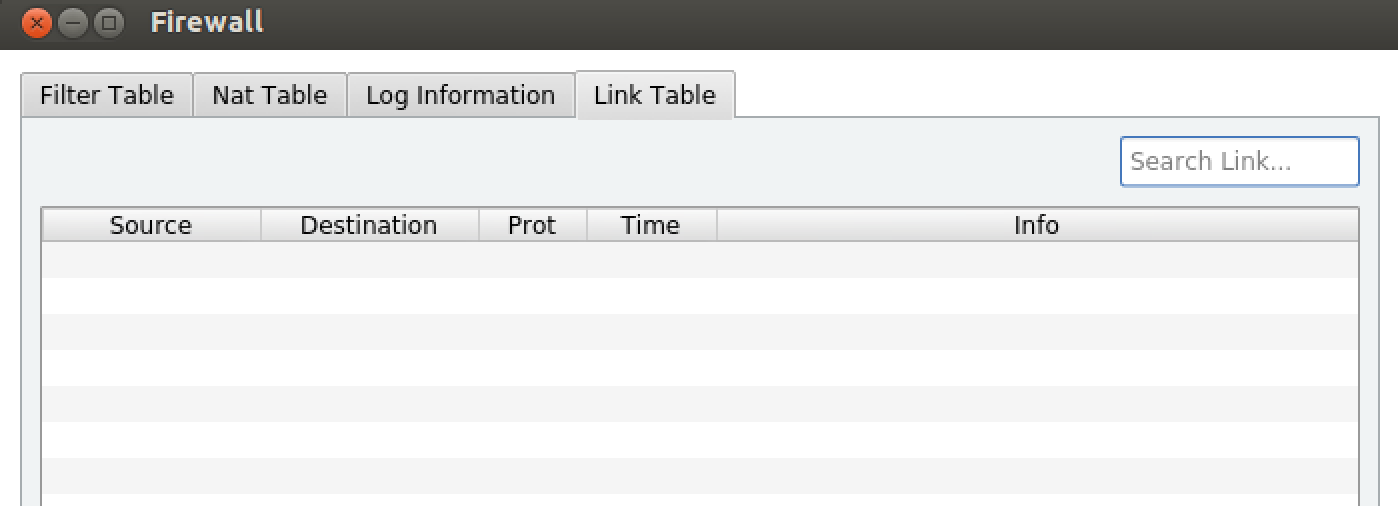 Firewall
Filter Table Nat Table Log Information Link Table
Search Link...
Source Destination Prot Time Info